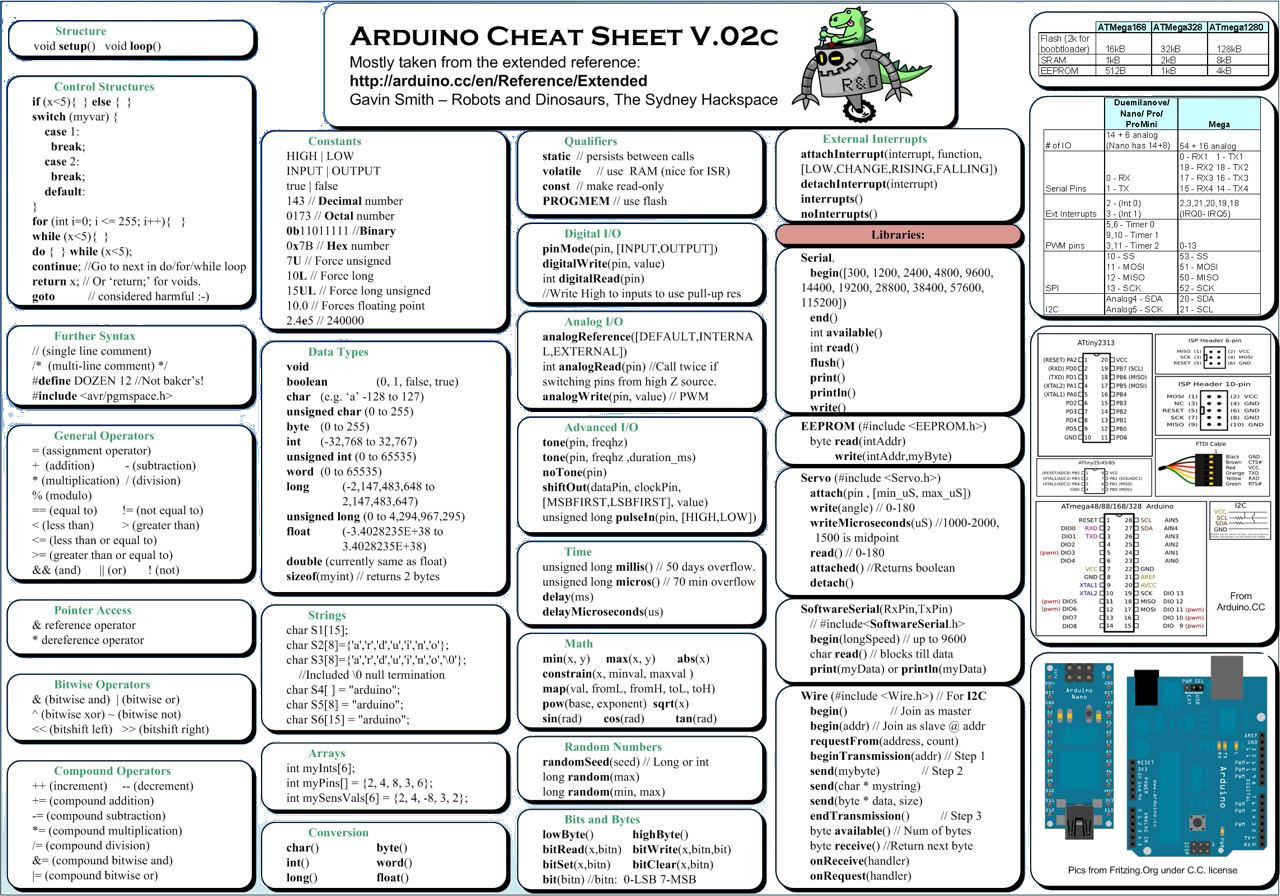 Structure
void setup()   void loop()
Control Structures
if (x<5){  } else {  }
switch (myvar) {
case 1:
break;
case 2:
break;
default:
}
for (int i=0; i <= 255; i++){   }
while (x<5){  }
do {  } while (x<5);
continue; //Go to next in do/for/while loop
return x; // Or 'return;' for voids.
goto          // considered harmful :-)
Further Syntax
// (single line comment)
/*  (multi-line comment) */
#define DOZEN 12 //Not baker's!
#include <avr/pgmspace.h>
General Operators
= (assignment operator)
+  (addition)          - (subtraction)
* (multiplication)  / (division)
% (modulo)
== (equal to)       != (not equal to)
< (less than)        > (greater than)
<= (less than or equal to)
>= (greater than or equal to)
&& (and)      || (or)      ! (not)
Pointer Access
& reference operator
* dereference operator
Bitwise Operators
& (bitwise and)  | (bitwise or)
^ (bitwise xor) ~ (bitwise not)
<< (bitshift left)   >> (bitshift right)
Compound Operators
++ (increment)    -- (decrement)
+= (compound addition)
-= (compound subtraction)
*= (compound multiplication)
/= (compound division)
&= (compound bitwise and)
|= (compound bitwise or)
ARDUINO CHEAT SHEET V.02C
Mostly taken from the extended reference:
http://arduino.cc/en/Reference/Extended
Gavin Smith – Robots and Dinosaurs, The Sydney Hackspace
R&D
Constants
HIGH | LOW
INPUT | OUTPUT
true | false
143 // Decimal number
0173 // Octal number
0b11011111 //Binary
0x7B // Hex number
7U // Force unsigned
10L // Force long
15UL // Force long unsigned
10.0 // Forces floating point
2.4e5 // 240000
Data Types
void
boolean          (0, 1, false, true)
char   (e.g. 'a' -128 to 127)
unsigned char (0 to 255)
byte   (0 to 255)
int      (-32,768 to 32,767)
unsigned int (0 to 65535)
word   (0 to 65535)
long          (-2,147,483,648 to
2,147,483,647)
unsigned long (0 to 4,294,967,295)
float          (-3.4028235E+38 to
3.4028235E+38)
double (currently same as float)
sizeof(myint) // returns 2 bytes
Strings
char S1[15];
char S2[8]={'a','r','d','u','i','n','o'};
char S3[8]={'a','r','d','u','i','n','o','\0'};
//Included \0 null termination
char S4[ ] = "arduino";
char S5[8] = "arduino";
char S6[15] = "arduino";
Arrays
int myInts[6];
int myPins[] = {2, 4, 8, 3, 6};
int mySensVals[6] = {2, 4, -8, 3, 2};
Conversion
char()          byte()
int()          word()
long()          float()
Qualifiers
static  // persists between calls
volatile     // use  RAM (nice for ISR)
const  // make read-only
PROGMEM // use flash
Digital I/O
pinMode(pin, [INPUT,OUTPUT])
digitalWrite(pin, value)
int digitalRead(pin)
//Write High to inputs to use pull-up res
Analog I/O
analogReference([DEFAULT,INTERNA
L,EXTERNAL])
int analogRead(pin) //Call twice if
switching pins from high Z source.
analogWrite(pin, value) // PWM
Advanced I/O
tone(pin, freqhz)
tone(pin, freqhz ,duration_ms)
noTone(pin)
shiftOut(dataPin, clockPin,
[MSBFIRST,LSBFIRST], value)
unsigned long pulseIn(pin, [HIGH,LOW])
Time
unsigned long millis() // 50 days overflow.
unsigned long micros() // 70 min overflow
delay(ms)
delayMicroseconds(us)
Math
min(x, y)     max(x, y)      abs(x)
constrain(x, minval, maxval )
map(val, fromL, fromH, toL, toH)
pow(base, exponent)  sqrt(x)
sin(rad)      cos(rad)        tan(rad)
Random Numbers
randomSeed(seed) // Long or int
long random(max)
long random(min, max)
Bits and Bytes
lowByte()          highByte()
bitRead(x,bitn)   bitWrite(x,bitn,bit)
bitSet(x,bitn)     bitClear(x,bitn)
bit(bitn) //bitn:  0-LSB 7-MSB
External Interrupts
attachInterrupt(interrupt, function,
[LOW,CHANGE,RISING,FALLING])
detachInterrupt(interrupt)
interrupts()
noInterrupts()
Libraries:
Serial.
begin([300, 1200, 2400, 4800, 9600,
14400, 19200, 28800, 38400, 57600,
115200])
end()
int available()
int read()
flush()
print()
println()
write()
EEPROM (#include <EEPROM.h>)
byte read(intAddr)
write(intAddr,myByte)
Servo (#include <Servo.h>)
attach(pin , [min_uS, max_uS])
write(angle) // 0-180
writeMicroseconds(uS) //1000-2000,
1500 is midpoint
read() // 0-180
attached() //Returns boolean
detach()
SoftwareSerial(RxPin,TxPin)
// #include<SoftwareSerial.h>
begin(longSpeed) // up to 9600
char read() // blocks till data
print(myData) or println(myData)
Wire (#include <Wire.h>) // For I2C
begin()          // Join as master
begin(addr) // Join as slave @ addr
requestFrom(address, count)
beginTransmission(addr) // Step 1
send(mybyte)          // Step 2
send(char * mystring)
send(byte * data, size)
endTransmission()          // Step 3
byte available() // Num of bytes
byte receive() //Return next byte
onReceive(handler)
onRequest(handler)
ATMega168 ATMega328 ATmega1280
Flash (2k for
boobtloader) 16kB 32kB 128kB
SRAM 1kB 2kB 8kB
EEPROM 512B 1kB 4kB
Duemilanove/
Nano/ Pro/
ProMini Mega
14 + 6 analog
# of IO (Nano has 14+8) 54 + 16 analog
0 - RX1   1 - TX1
19 - RX2 18 - TX2
0 - RX 17 - RX3 16 - TX3
Serial Pins 1 - TX 15 - RX4 14 - TX4
2 - (Int 0) 2,3,21,20,19,18
Ext Interrupts 3 - (Int 1) (IRQ0- IRQ5)
5,6 - Timer 0
9,10 - Timer 1
PWM pins 3,11 - Timer 2 0-13
10 - SS 53 - SS
11 - MOSI 51 - MOSI
12 - MISO 50 - MISO
SPI 13 - SCK 52 - SCK
Analog4 - SDA 20 - SDA
I2C Analog5 - SCK 21 - SCL
ATtiny2313
(RESET) PA2 1 20 VCC
(RXD) PD0 2 19 PB7 (SCL)
(TXD) PD1 3 18 PB6 (MISO)
(XTAL2) PA1 4 17 PB5 (MOSI)
(XTAL1) PA0 5 16 PB4
PD2 6 15 PB3
PD3 7 14 PB2
PD4 8 13 PB1
PD5 9 12 PB0
GND 10 11 PD6
ISP Header 6-pin
MISO (1) (2) VCC
SCK (3) (4) MOSI
RESET (5) (6) GND
ISP Header 10-pin
MOSI (1) (2) VCC
NC (3) (4) GND
RESET (5) (6) GND
SCK (7) (8) GND
MISO (9) (10) GND
FTDI Cable
Black GND
Brown CTS#
Red VCC
Orange TXD
Yellow RXD
Green RTS#
ATtiny25/45/85
ATmega48/88/168/328  Arduino
RESET 1 28 SCL AIN5
DIO0 RXD 2 27 SDA AIN4
DIO1 TXD 3 26 AIN3
DIO2 4 25 AIN2
(pwm) DIO3 5 24 AIN1
DIO4 6 23 AIN0
VCC 7 22 GND
GND 8 21 AREF
XTAL1 9 20 AVCC
XTAL2 10 19 SCK DIO 13
(pwm) DIO5 11 18 MISO DIO 12
(pwm) DIO6 12 17 MOSI DIO 11 (pwm)
DIO7 13 16 DIO 10 (pwm)
DIO8 14 15 DIO 9 (pwm)
I2C
VCC
SCL
SDA
GND
From
Arduino.CC
Arduino
Nano
PWR SCL
USB
EXT
AREF
GND
RESET
3V3
PWM
POWER
www.arduino.cc
Arduino
DIGITAL
ANALOG IN
ICSP
TX
RX
Pics from Fritzing.Org under C.C. license